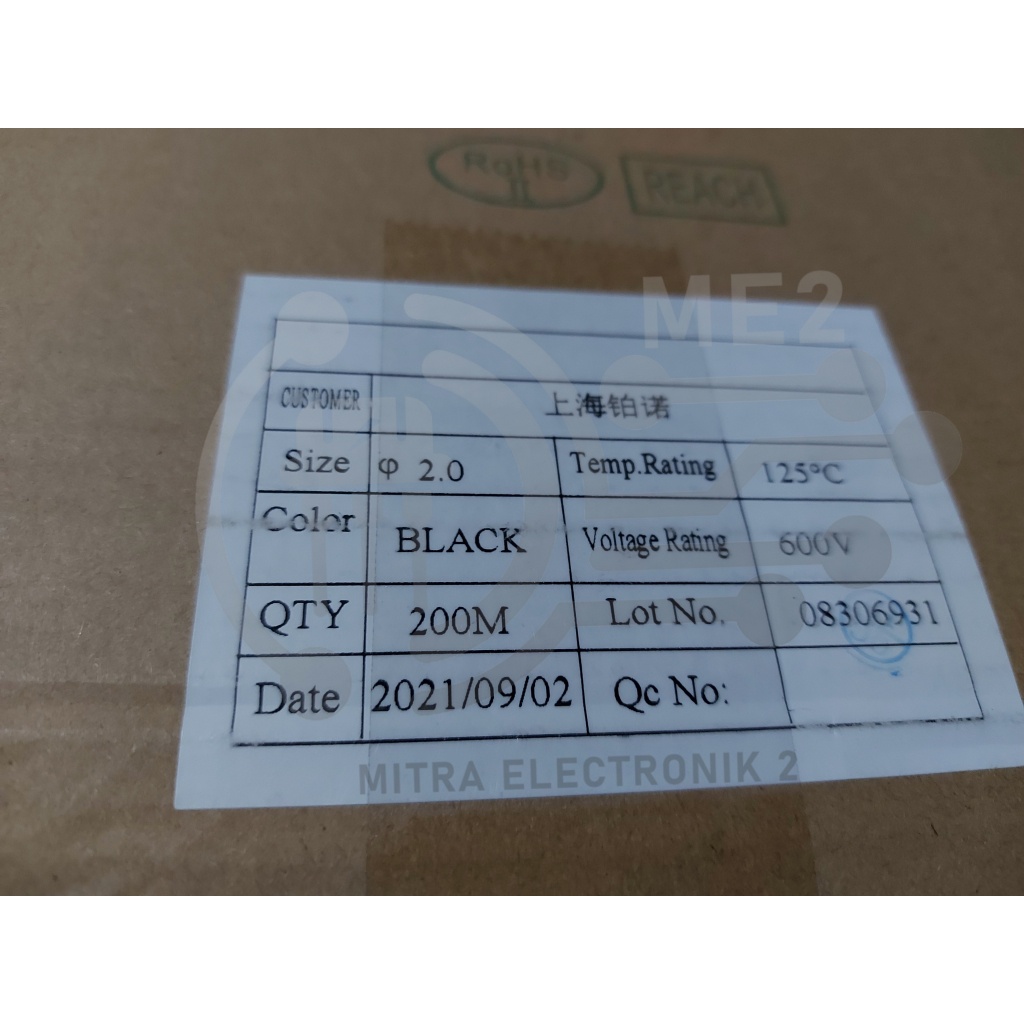 RoHS
REACH
ME2
CUSTOMER 上海铂诺
Size φ 2.0 Temp.Rating 125°C
Color BLACK Voltage Rating 600V
QTY 200M Lot No. 08306931
Date 2021/09/02 Qc No:
MITRA ELECTRONIK 2